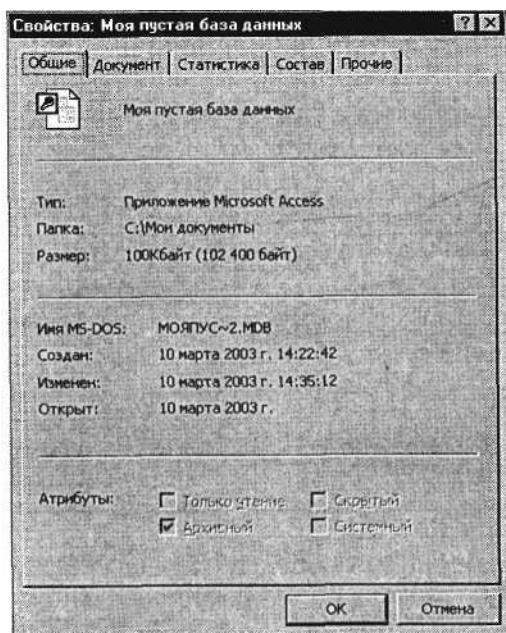 Свойства: Моя пустая база данных
Общие Документ Статистика Состав Прочие
Моя пустая база данных
Тип: Приложение Microsoft Access
Папка: C:\Мои документы
Размер: 100Кбайт (102 400 байт)
Имя MS-DOS: МОЯПУС~2.MDB
Создан: 10 марта 2003 г. 14:22:42
Изменен: 10 марта 2003 г. 14:35:12
Открыт: 10 марта 2003 г.
Атрибуты: Только чтение Скрытый
Архивный Системный
OK Отмена